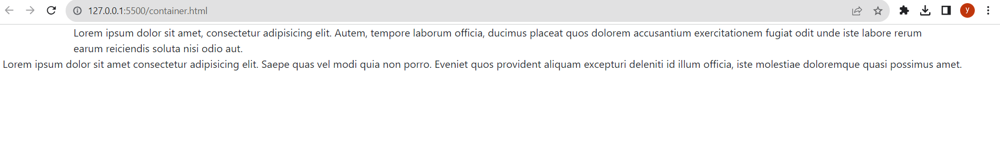 127.0.0.1:5500/container.html
y
Lorem ipsum dolor sit amet, consectetur adipisicing elit. Autem, tempore laborum officia, ducimus placeat quos dolorem accusantium exercitationem fugiat odit unde iste labore rerum
earum reiciendis soluta nisi odio aut.
Lorem ipsum dolor sit amet consectetur adipisicing elit. Saepe quas vel modi quia non porro. Eveniet quos provident aliquam excepturi deleniti id illum officia, iste molestiae doloremque quasi possimus amet.